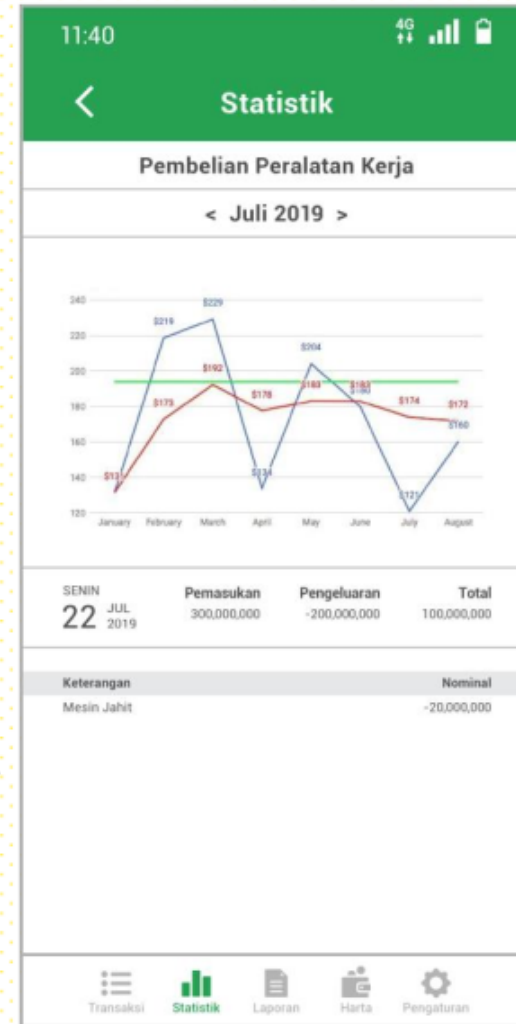 11:40
4G
Statistik
Pembelian Peralatan Kerja
< Juli 2019 >
240
220
200
180
160
140
120
$219
$229
$204
$173
$192
$178
$183
$183
$180
$174
$172
$160
$134
$121
January February March April May June July August
SENIN
22 JUL 2019
Pemasukan Pengeluaran Total
300,000,000 -200,000,000 100,000,000
Keterangan Nominal
Mesin Jahit -20,000,000
Transaksi Statistik Laporan Harta Pengaturan